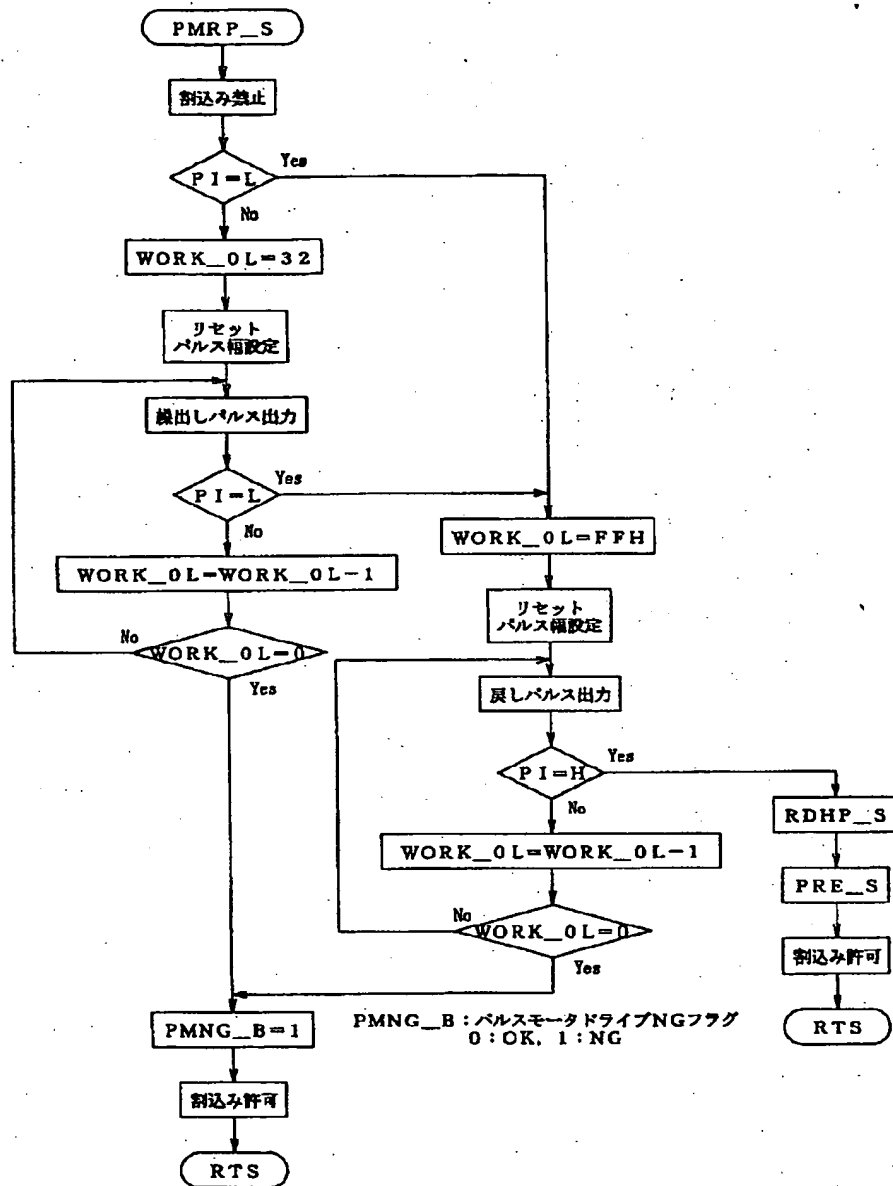 PMRP_S
割込み禁止
PI=L
Yes
No
WORK_0L=32
リセット
パルス幅設定
繰出しパルス出力
PI=L
Yes
No
WORK_0L=WORK_0L-1
WORK_0L=0
No
Yes
WORK_0L=FFH
リセット
パルス幅設定
戻しパルス出力
PI=H
Yes
No
WORK_0L=WORK_0L-1
WORK_0L=0
No
Yes
RDHP_S
PRE_S
割込み許可
RTS
PMNG_B=1
割込み許可
RTS
PMNG_B:パルスモータドライブNGフラグ
0:OK, 1:NG